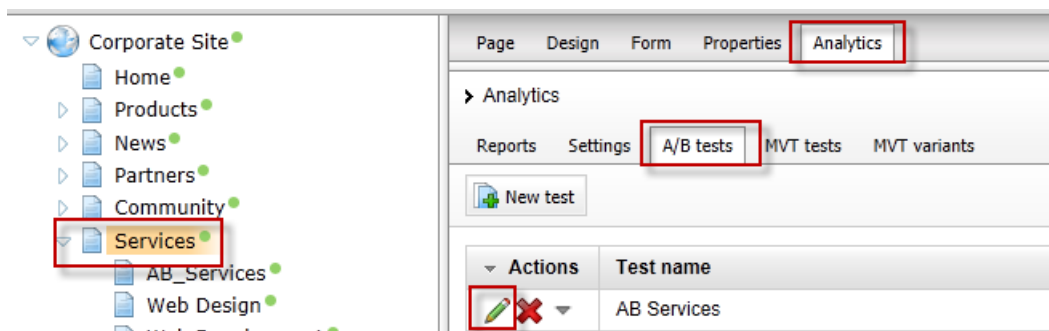 Corporate Site
Home
Products
News
Partners
Community
Services
AB_Services
Web Design
Page Design Form Properties Analytics
Analytics
Reports Settings A/B tests MVT tests MVT variants
New test
Actions Test name
AB Services